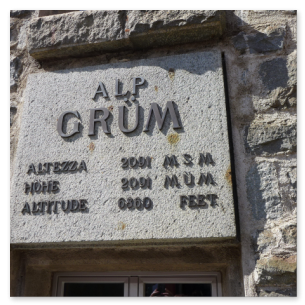 ALP
GRÜM
ALTEZZA 2091 M S M
HÖHE 2091 M Ü M
ALTITUDE 6860 FEET